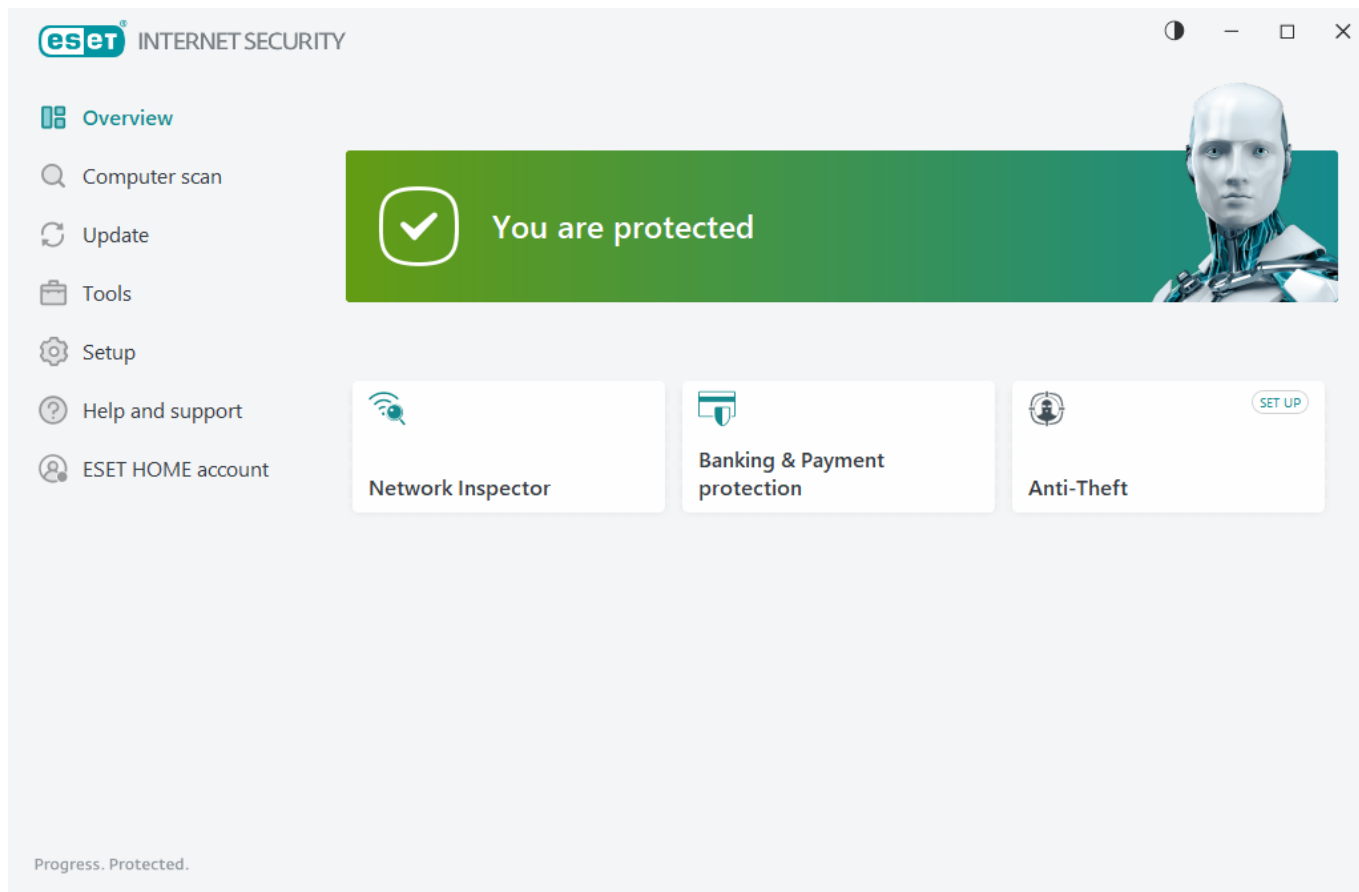 eset® INTERNET SECURITY
Overview
Computer scan
Update
Tools
Setup
Help and support
ESET HOME account
You are protected
Network Inspector
Banking & Payment
protection
SET UP
Anti-Theft
Progress. Protected.